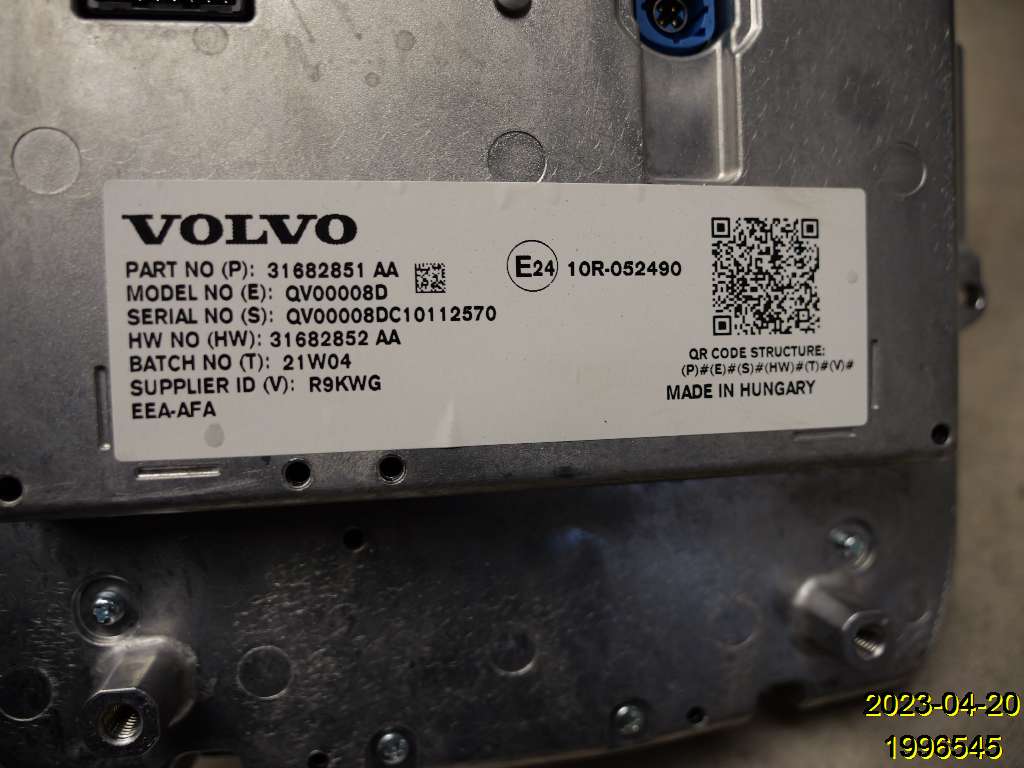 VOLVO
PART NO (P): 31682851 AA
MODEL NO (E): QV00008D
SERIAL NO (S): QV00008DC10112570
HW NO (HW): 31682852 AA
BATCH NO (T): 21W04
SUPPLIER ID (V): R9KWG
EEA-AFA
E24 10R-052490
QR CODE STRUCTURE:
(P)#(E)#(S)#(HW)#(T)#(V)#
MADE IN HUNGARY
2023-04-20
1996545